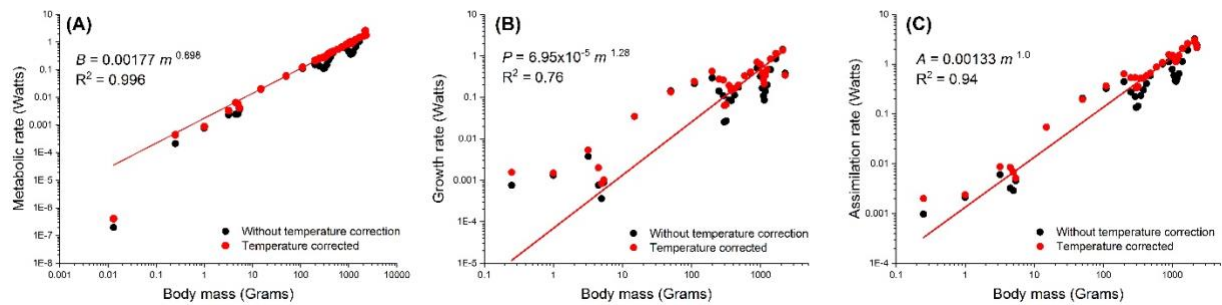 (A)
B = 0.00177 m^0.898
R² = 0.996
Metabolic rate (Watts)
10
1
0.1
0.01
0.001
1E-4
1E-5
1E-6
1E-7
1E-8
0.001 0.01 0.1 1 10 100 1000 10000
Without temperature correction
Temperature corrected
Body mass (Grams)
(B)
P = 6.95x10^-5 m^1.28
R² = 0.76
Growth rate (Watts)
10
1
0.1
0.01
0.001
1E-4
1E-5
0.1 1 10 100 1000
Without temperature correction
Temperature corrected
Body mass (Grams)
(C)
A = 0.00133 m^1.0
R² = 0.94
Assimilation rate (Watts)
10
1
0.1
0.01
0.001
1E-4
0.1 1 10 100 1000
Without temperature correction
Temperature corrected
Body mass (Grams)